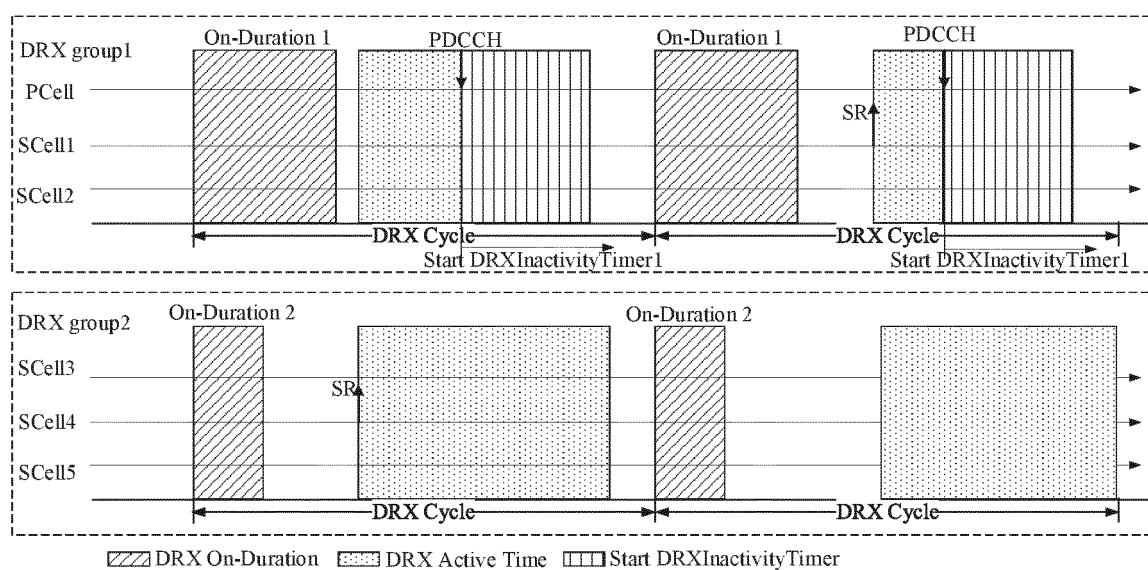 On-Duration 1 PDCCH On-Duration 1 PDCCH
DRX group1
PCell
SR
SCell1
SCell2
DRX Cycle DRX Cycle
Start DRXInactivityTimer1 Start DRXInactivityTimer1
On-Duration 2 On-Duration 2
DRX group2
SCell3
SR
SCell4
SCell5
DRX Cycle DRX Cycle
DRX On-Duration DRX Active Time Start DRXInactivityTimer